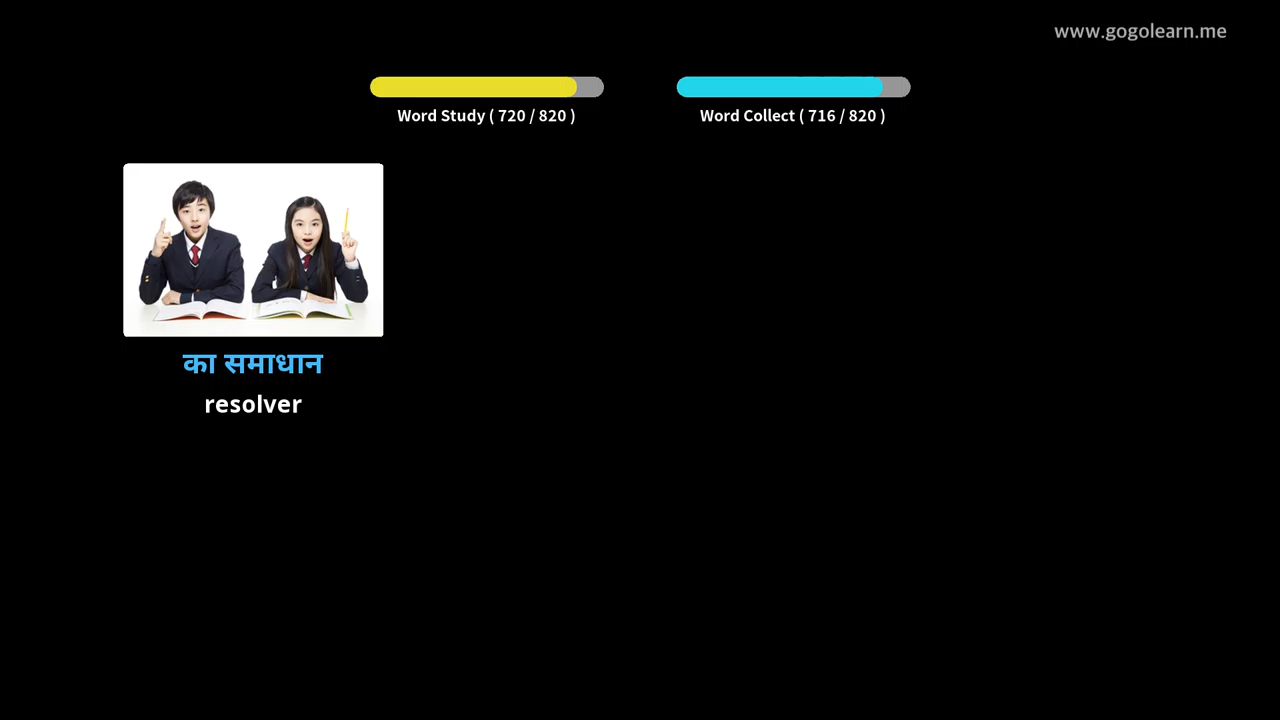 www.gogolearn.me
Word Study ( 720 / 820 )
Word Collect ( 716 / 820 )
का समाधान
resolver